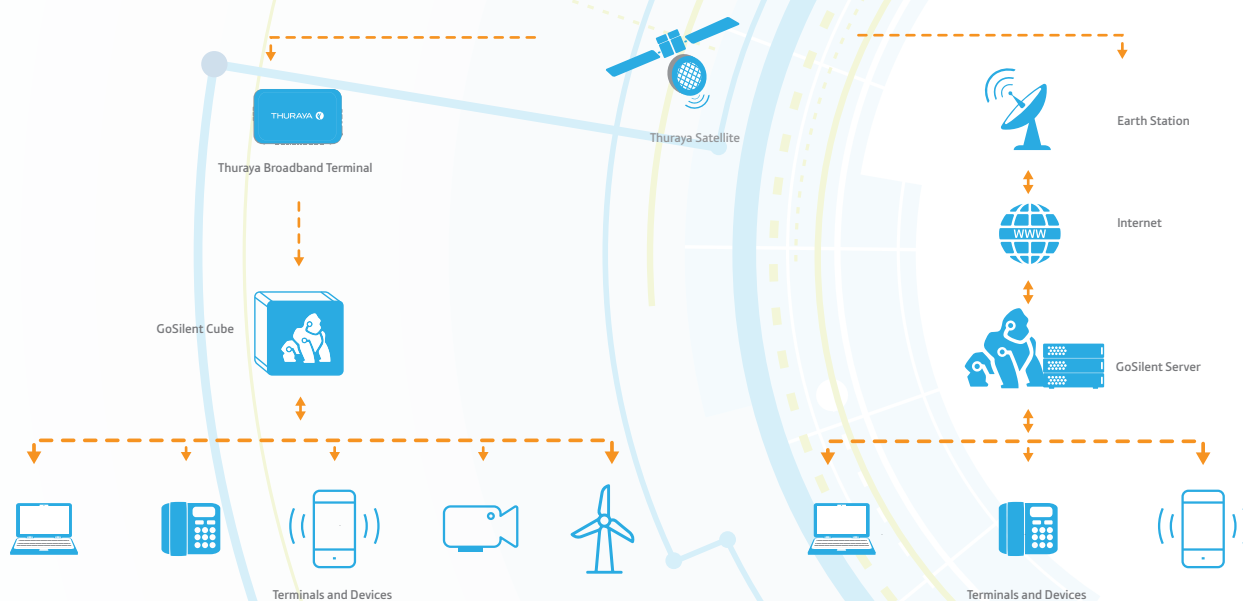 THURAYA
Thuraya Broadband Terminal
Thuraya Satellite
Earth Station
Internet
WWW
GoSilent Cube
GoSilent Server
Terminals and Devices
Terminals and Devices